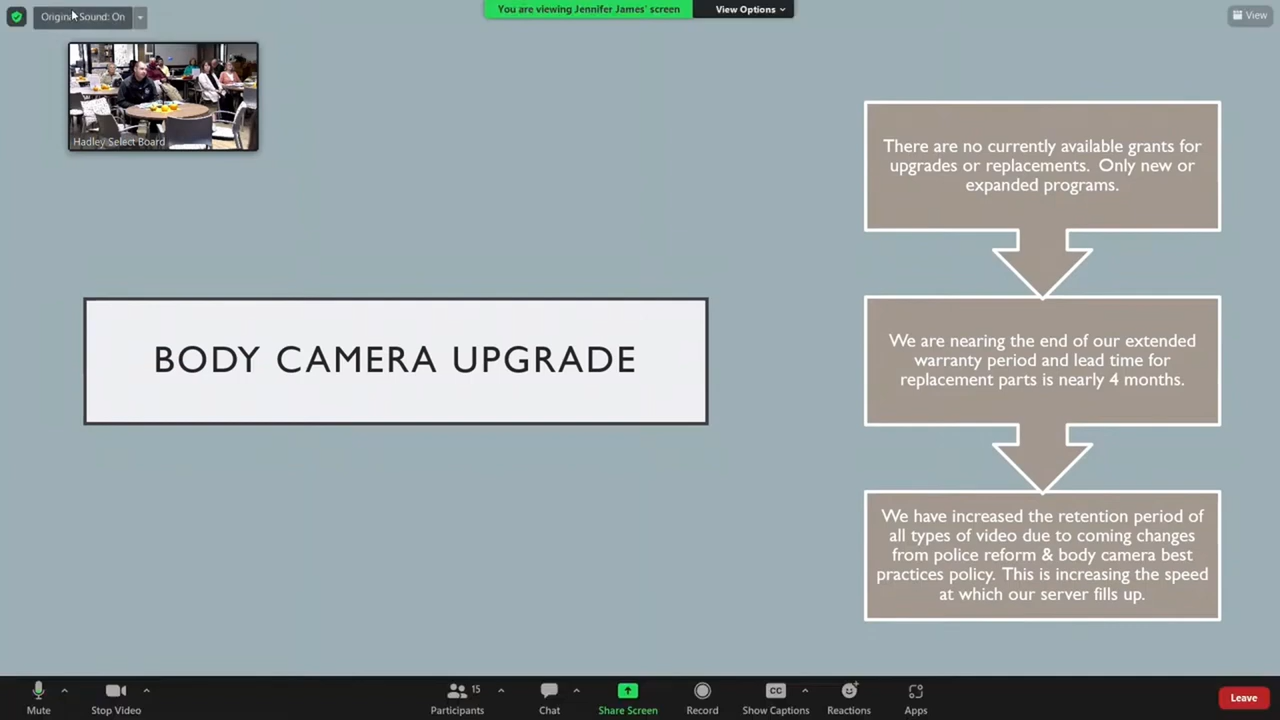 Original Sound: On
You are viewing Jennifer James' screen
View Options
View
Hadley Select Board
There are no currently available grants for
upgrades or replacements. Only new or
expanded programs.
BODY CAMERA UPGRADE
We are nearing the end of our extended
warranty period and lead time for
replacement parts is nearly 4 months.
We have increased the retention period of
all types of video due to coming changes
from police reform & body camera best
practices policy. This is increasing the speed
at which our server fills up.
Mute
Stop Video
Participants
15
Chat
Share Screen
Record
CC
Show Captions
Reactions
Apps
Leave